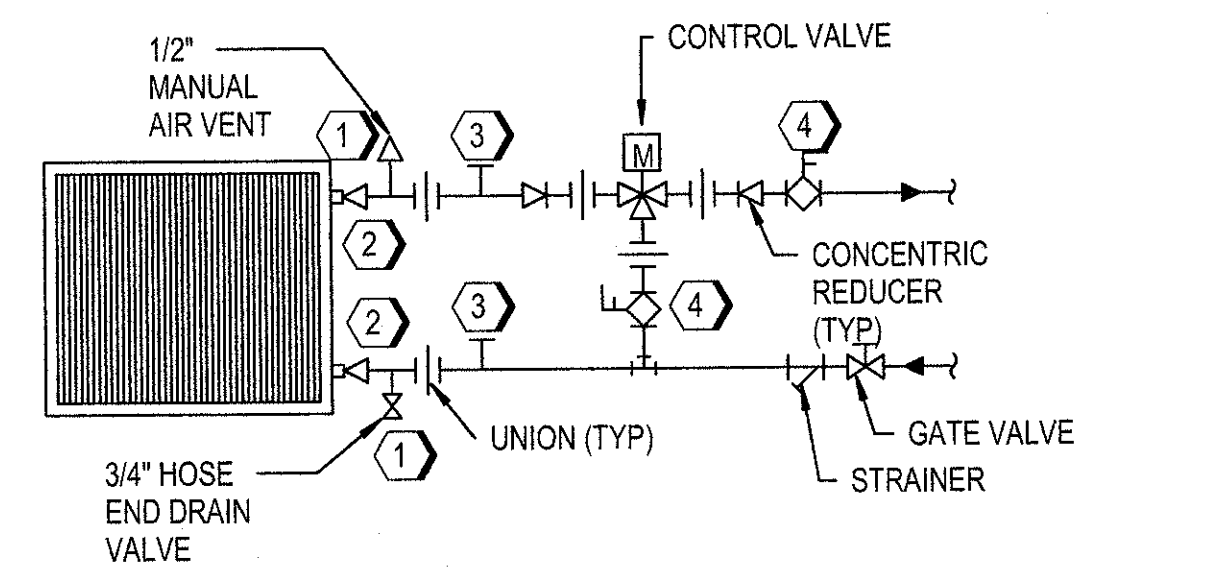 1/2"
MANUAL
AIR VENT
1
3
CONTROL VALVE
4
M
2
CONCENTRIC
REDUCER
(TYP)
2
3
4
UNION (TYP)
GATE VALVE
STRAINER
1
3/4" HOSE
END DRAIN
VALVE